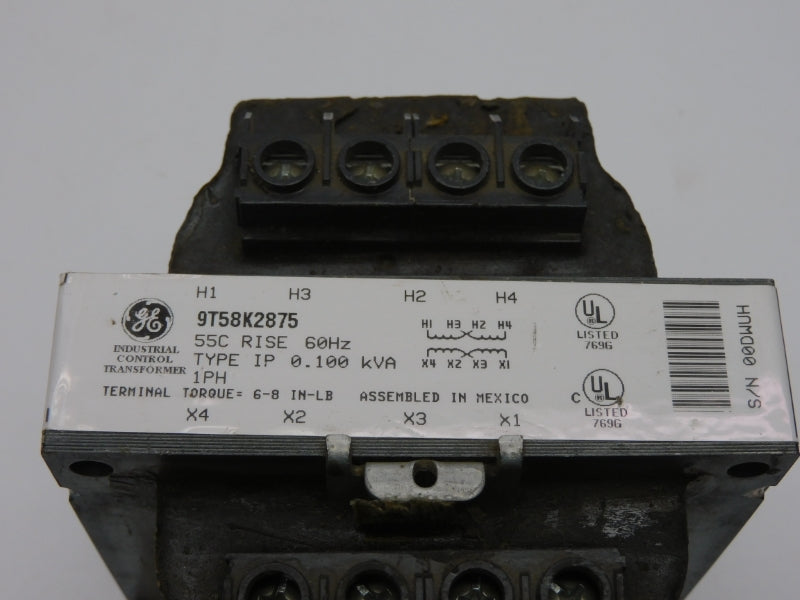 H1 H3 H2 H4
GE
INDUSTRIAL
CONTROL
TRANSFORMER
9T58K2875
55C RISE 60Hz
TYPE IP 0.100 kVA
1PH
TERMINAL TORQUE= 6-8 IN-LB ASSEMBLED IN MEXICO
X4 X2 X3 X1
H1 H3 H2 H4
X4 X2 X3 X1
UL
LISTED
769G
C UL
LISTED
769G
S/N 00DMUH